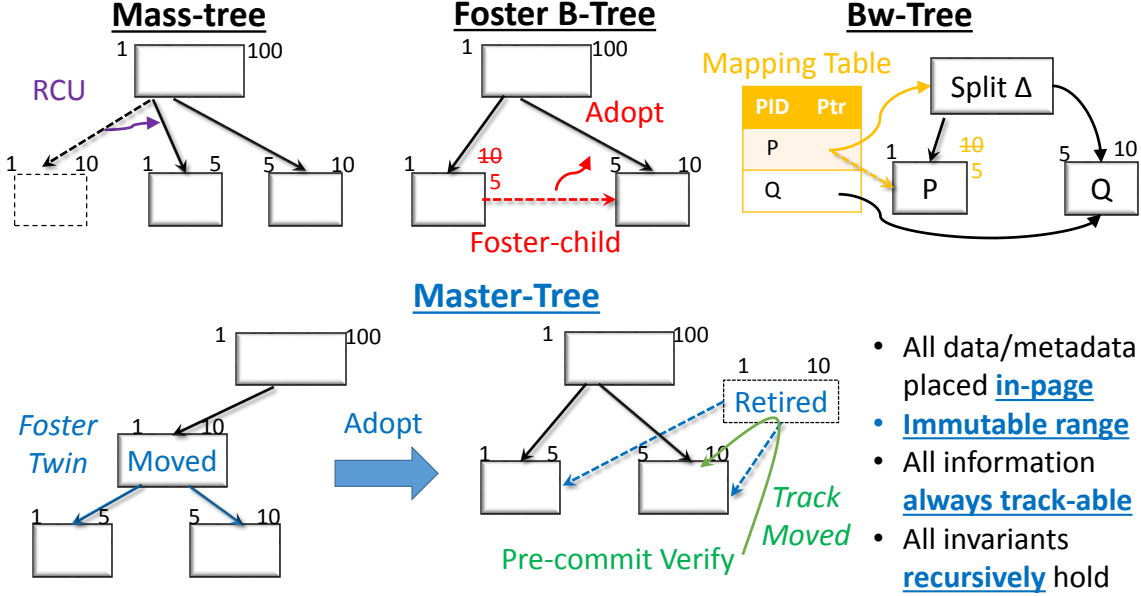 Mass-tree
1 100
RCU
1 10 1 5 5 10
Foster B-Tree
1 100
Adopt
10
5
1 5 10
Foster-child
Bw-Tree
Mapping Table
PID Ptr
P
Q
Split Δ
1 10
5
5 10
P
Q
Master-Tree
1 100
Foster
Twin
1 10
Moved
1 5 5 10
Adopt
1 100
1 10
Retired
1 5 5 10
Track
Moved
Pre-commit Verify
• All data/metadata
placed in-page
• Immutable range
• All information
always track-able
• All invariants
recursively hold